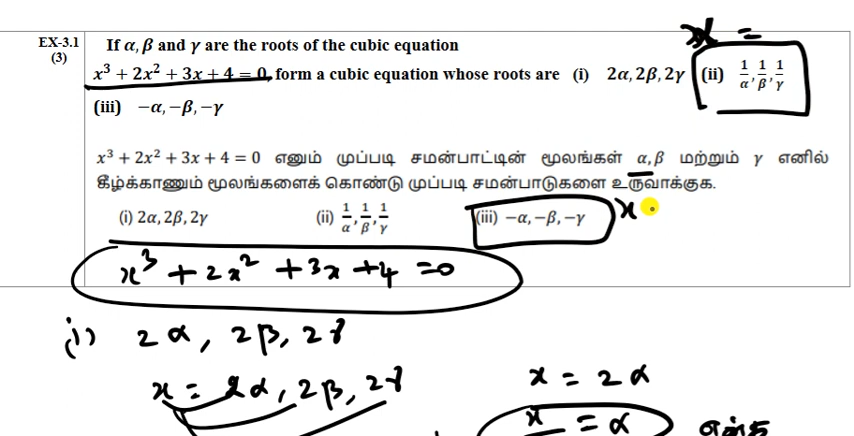 x =
EX-3.1 If α, β and γ are the roots of the cubic equation
(3) x³ + 2x² + 3x + 4 = 0, form a cubic equation whose roots are (i) 2α, 2β, 2γ (ii) 1/α, 1/β, 1/γ
(iii) −α, −β, −γ
x³ + 2x² + 3x + 4 = 0 எனும் முப்படி சமன்பாட்டின் மூலங்கள் α, β மற்றும் γ எனில்
கீழ்க்காணும் மூலங்களைக் கொண்டு முப்படி சமன்பாடுகளை உருவாக்குக.
(i) 2α, 2β, 2γ (ii) 1/α, 1/β, 1/γ (iii) −α, −β, −γ x
x³ + 2x² + 3x + 4 = 0
(i) 2α, 2β, 2γ
x = 2α, 2β, 2γ x = 2α
x = α